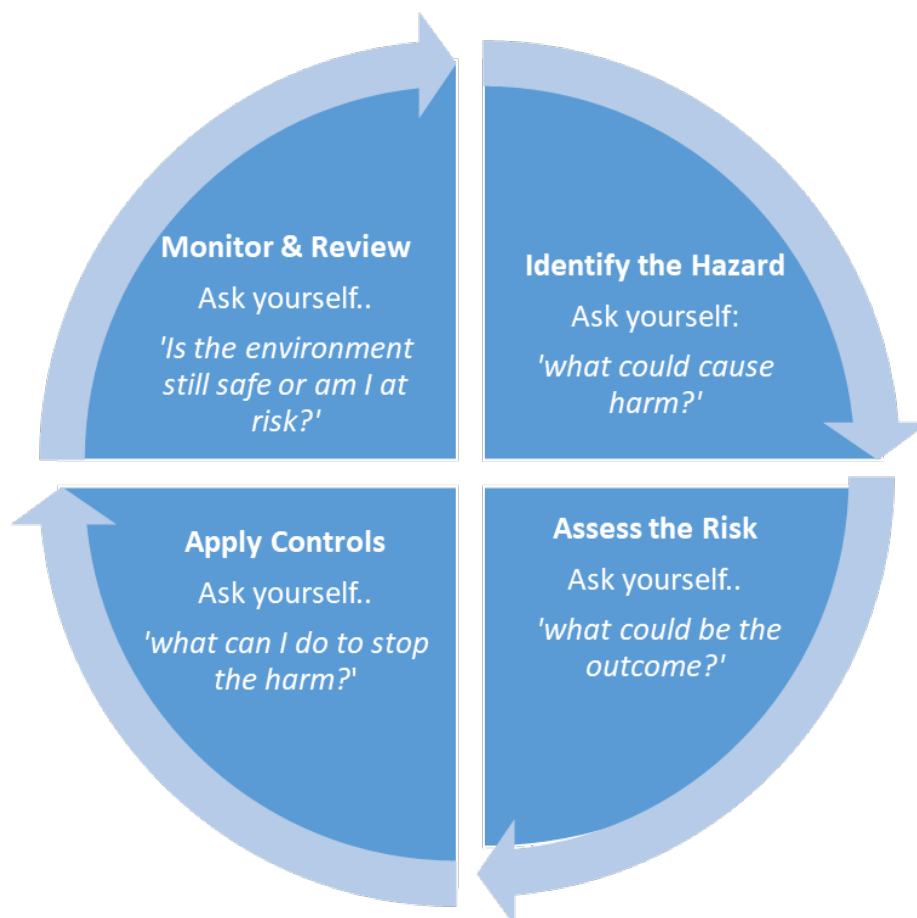 Monitor & Review
Ask yourself..
'Is the environment
still safe or am I at
risk?'
Identify the Hazard
Ask yourself:
'what could cause
harm?'
Apply Controls
Ask yourself..
'what can I do to stop
the harm?'
Assess the Risk
Ask yourself..
'what could be the
outcome?'